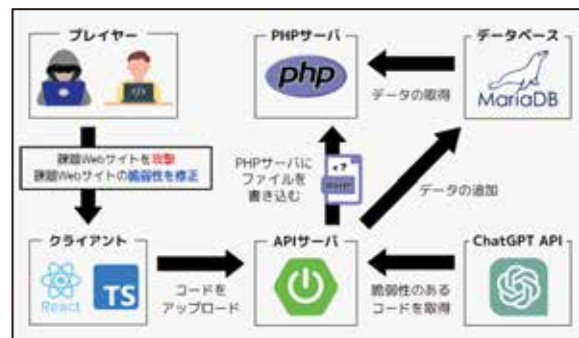 プレイヤー
PHPサーバ
データベース
php
MariaDB
データの取得
課題Webサイトを攻撃
課題Webサイトの脆弱性を修正
PHPサーバに
ファイルを
書き込む
<?
PHP
データの追加
クライアント
APIサーバ
ChatGPT API
React
TS
コードを
アップロード
脆弱性のある
コードを取得